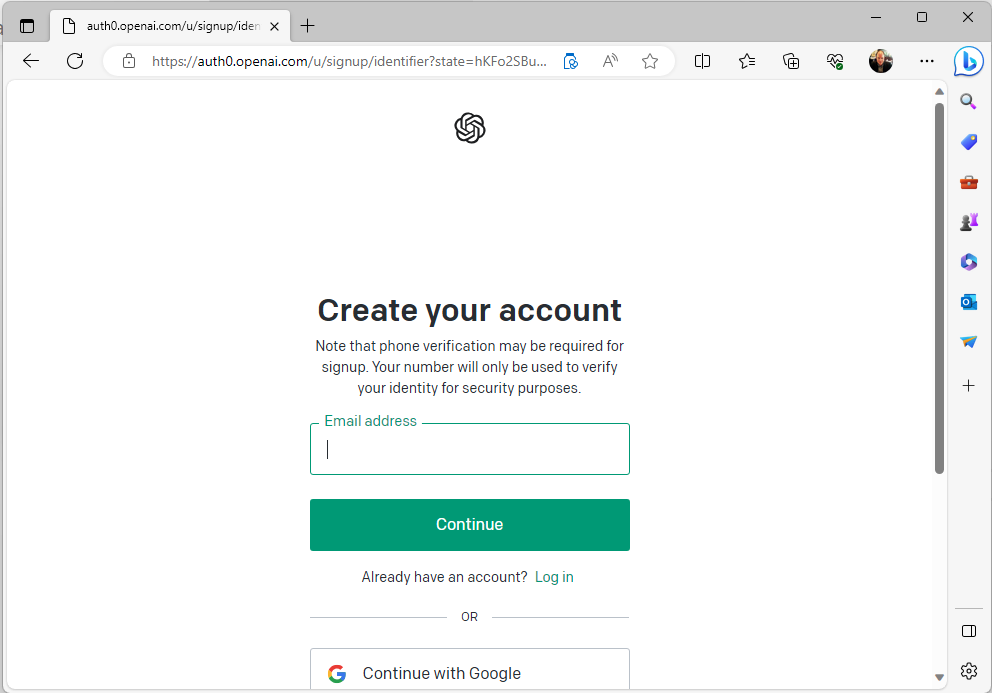 auth0.openai.com/u/signup/iden
https://auth0.openai.com/u/signup/identifier?state=hKFo2SBu...
Create your account
Note that phone verification may be required for
signup. Your number will only be used to verify
your identity for security purposes.
Email address
Continue
Already have an account? Log in
OR
Continue with Google